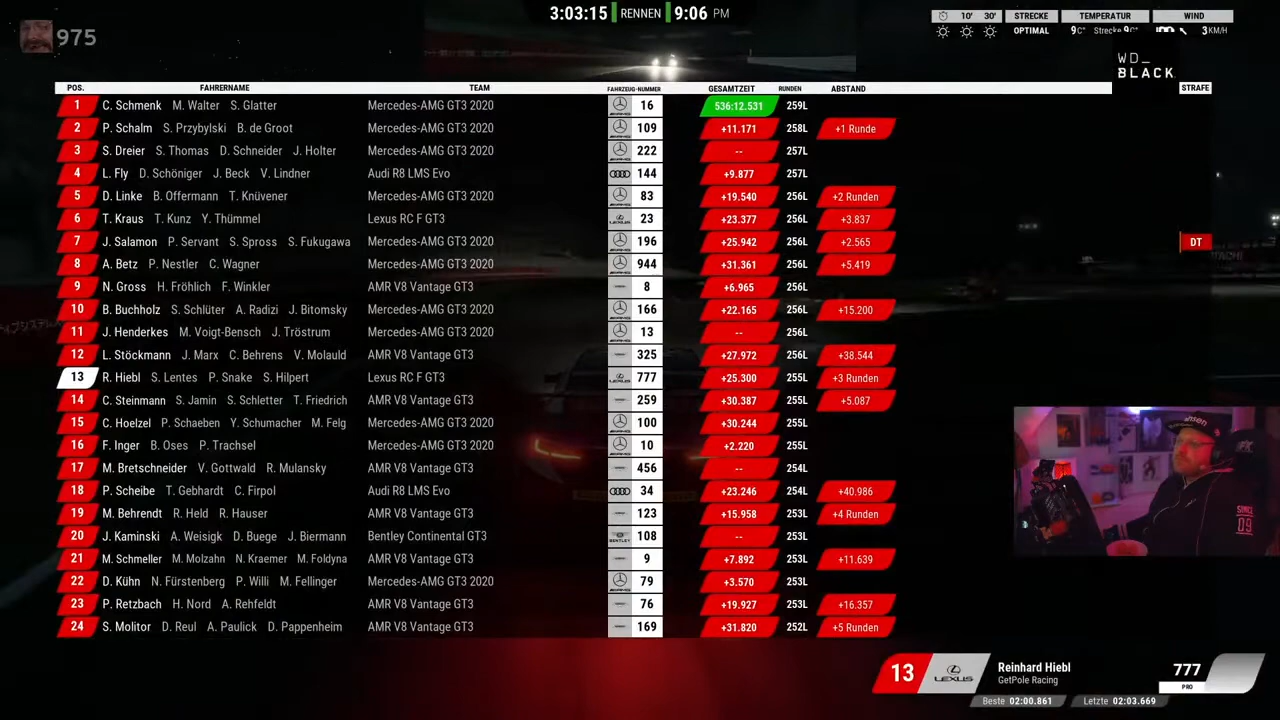 3:03:15 RENNEN 9:06 PM
10' 30' STRECKE TEMPERATUR WIND
OPTIMAL 9C° Strecke 9C° 3KM/H
975
WD_
BLACK
POS. FAHRERNAME TEAM FAHRZEUG-NUMMER GESAMTZEIT RUNDEN ABSTAND STRAFE
1 C. Schmenk M. Walter S. Glatter Mercedes-AMG GT3 2020 16 536:12.531 259L
2 P. Schalm S. Przybylski B. de Groot Mercedes-AMG GT3 2020 109 +11.171 258L +1 Runde
3 S. Dreier S. Thomas D. Schneider J. Holter Mercedes-AMG GT3 2020 222 -- 257L
4 L. Fly D. Schöniger J. Beck V. Lindner Audi R8 LMS Evo 144 +9.877 257L
5 D. Linke B. Offermann T. Knüvener Mercedes-AMG GT3 2020 83 +19.540 256L +2 Runden
6 T. Kraus T. Kunz Y. Thümmel Lexus RC F GT3 LEXUS 23 +23.377 256L +3.837
7 J. Salamon P. Servant S. Spross S. Fukugawa Mercedes-AMG GT3 2020 196 +25.942 256L +2.565 DT
8 A. Betz P. Nestler C. Wagner Mercedes-AMG GT3 2020 944 +31.361 256L +5.419
9 N. Gross H. Fröhlich F. Winkler AMR V8 Vantage GT3 8 +6.965 256L
10 B. Buchholz S. Schlüter A. Radizi J. Bitomsky Mercedes-AMG GT3 2020 166 +22.165 256L +15.200
11 J. Henderkes M. Voigt-Bensch J. Tröstrum Mercedes-AMG GT3 2020 13 -- 256L
12 L. Stöckmann J. Marx C. Behrens V. Molauld AMR V8 Vantage GT3 325 +27.972 256L +38.544
13 R. Hiebl S. Lentes P. Snake S. Hilpert Lexus RC F GT3 LEXUS 777 +25.300 255L +3 Runden
14 C. Steinmann S. Jamin S. Schletter T. Friedrich AMR V8 Vantage GT3 259 +30.387 255L +5.087
15 C. Hoelzel P. Schaeben Y. Schumacher M. Felg Mercedes-AMG GT3 2020 100 +30.244 255L
16 F. Inger B. Oses P. Trachsel Mercedes-AMG GT3 2020 10 +2.220 255L
17 M. Bretschneider V. Gottwald R. Mulansky AMR V8 Vantage GT3 456 -- 254L
18 P. Scheibe T. Gebhardt C. Firpol Audi R8 LMS Evo 34 +23.246 254L +40.986
19 M. Behrendt R. Held R. Hauser AMR V8 Vantage GT3 123 +15.958 253L +4 Runden
20 J. Kaminski A. Wersigk D. Buege J. Biermann Bentley Continental GT3 BENTLEY 108 -- 253L
21 M. Schmeller M. Molzahn N. Kraemer M. Foldyna AMR V8 Vantage GT3 9 +7.892 253L +11.639
22 D. Kühn N. Fürstenberg P. Willi M. Fellinger Mercedes-AMG GT3 2020 79 +3.570 253L
23 P. Retzbach H. Nord A. Rehfeldt AMR V8 Vantage GT3 76 +19.927 253L +16.357
24 S. Molitor D. Reul A. Paulick D. Pappenheim AMR V8 Vantage GT3 169 +31.820 252L +5 Runden
13 LEXUS Reinhard Hiebl 777
GetPole Racing PRO
Beste 02:00.861 Letzte 02:03.669